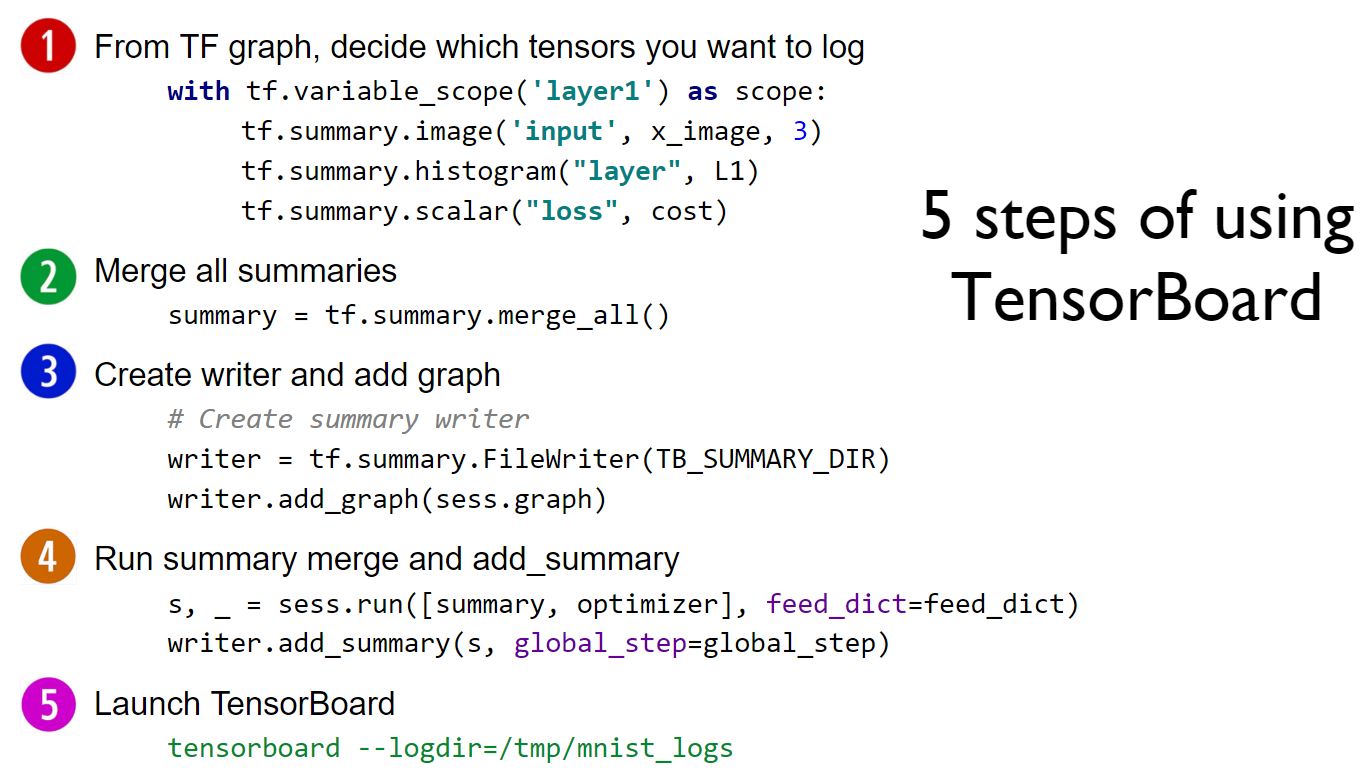 1 From TF graph, decide which tensors you want to log
with tf.variable_scope('layer1') as scope:
tf.summary.image('input', x_image, 3)
tf.summary.histogram("layer", L1)
tf.summary.scalar("loss", cost)
5 steps of using
TensorBoard
2 Merge all summaries
summary = tf.summary.merge_all()
3 Create writer and add graph
# Create summary writer
writer = tf.summary.FileWriter(TB_SUMMARY_DIR)
writer.add_graph(sess.graph)
4 Run summary merge and add_summary
s, _ = sess.run([summary, optimizer], feed_dict=feed_dict)
writer.add_summary(s, global_step=global_step)
5 Launch TensorBoard
tensorboard --logdir=/tmp/mnist_logs